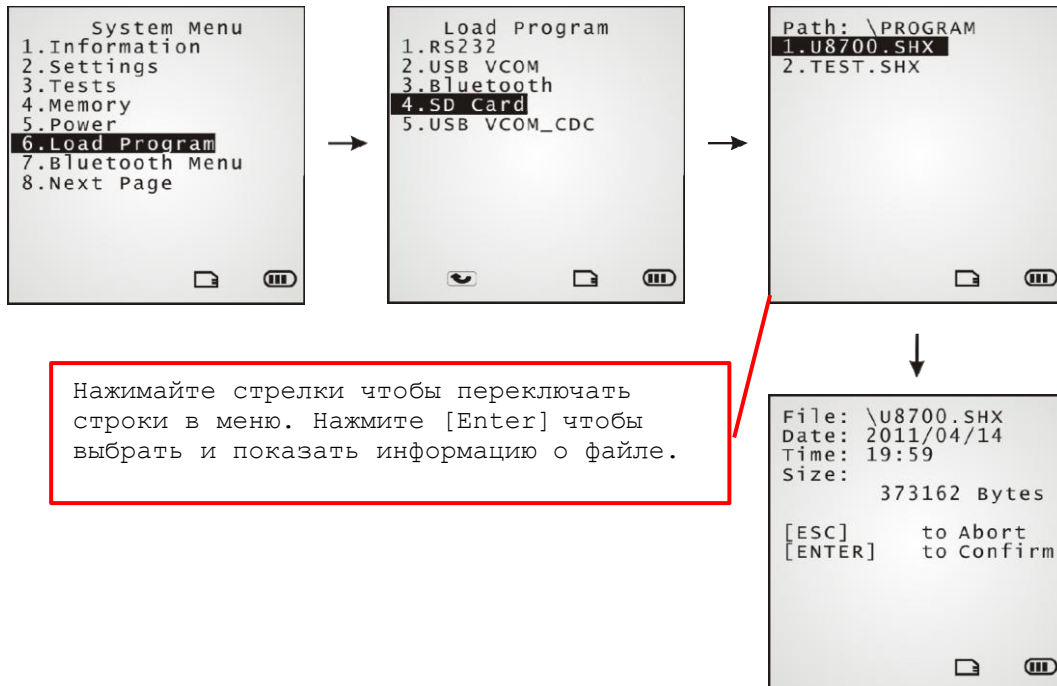 System Menu
1.Information
2.Settings
3.Tests
4.Memory
5.Power
6.Load Program
7.Bluetooth Menu
8.Next Page
Load Program
1.RS232
2.USB VCOM
3.Bluetooth
4.SD Card
5.USB VCOM_CDC
Path: \PROGRAM
1.U8700.SHX
2.TEST.SHX
Нажимайте стрелки чтобы переключать
строки в меню. Нажмите [Enter] чтобы
выбрать и показать информацию о файле.
File: \U8700.SHX
Date: 2011/04/14
Time: 19:59
Size:
373162 Bytes
[ESC] to Abort
[ENTER] to Confirm